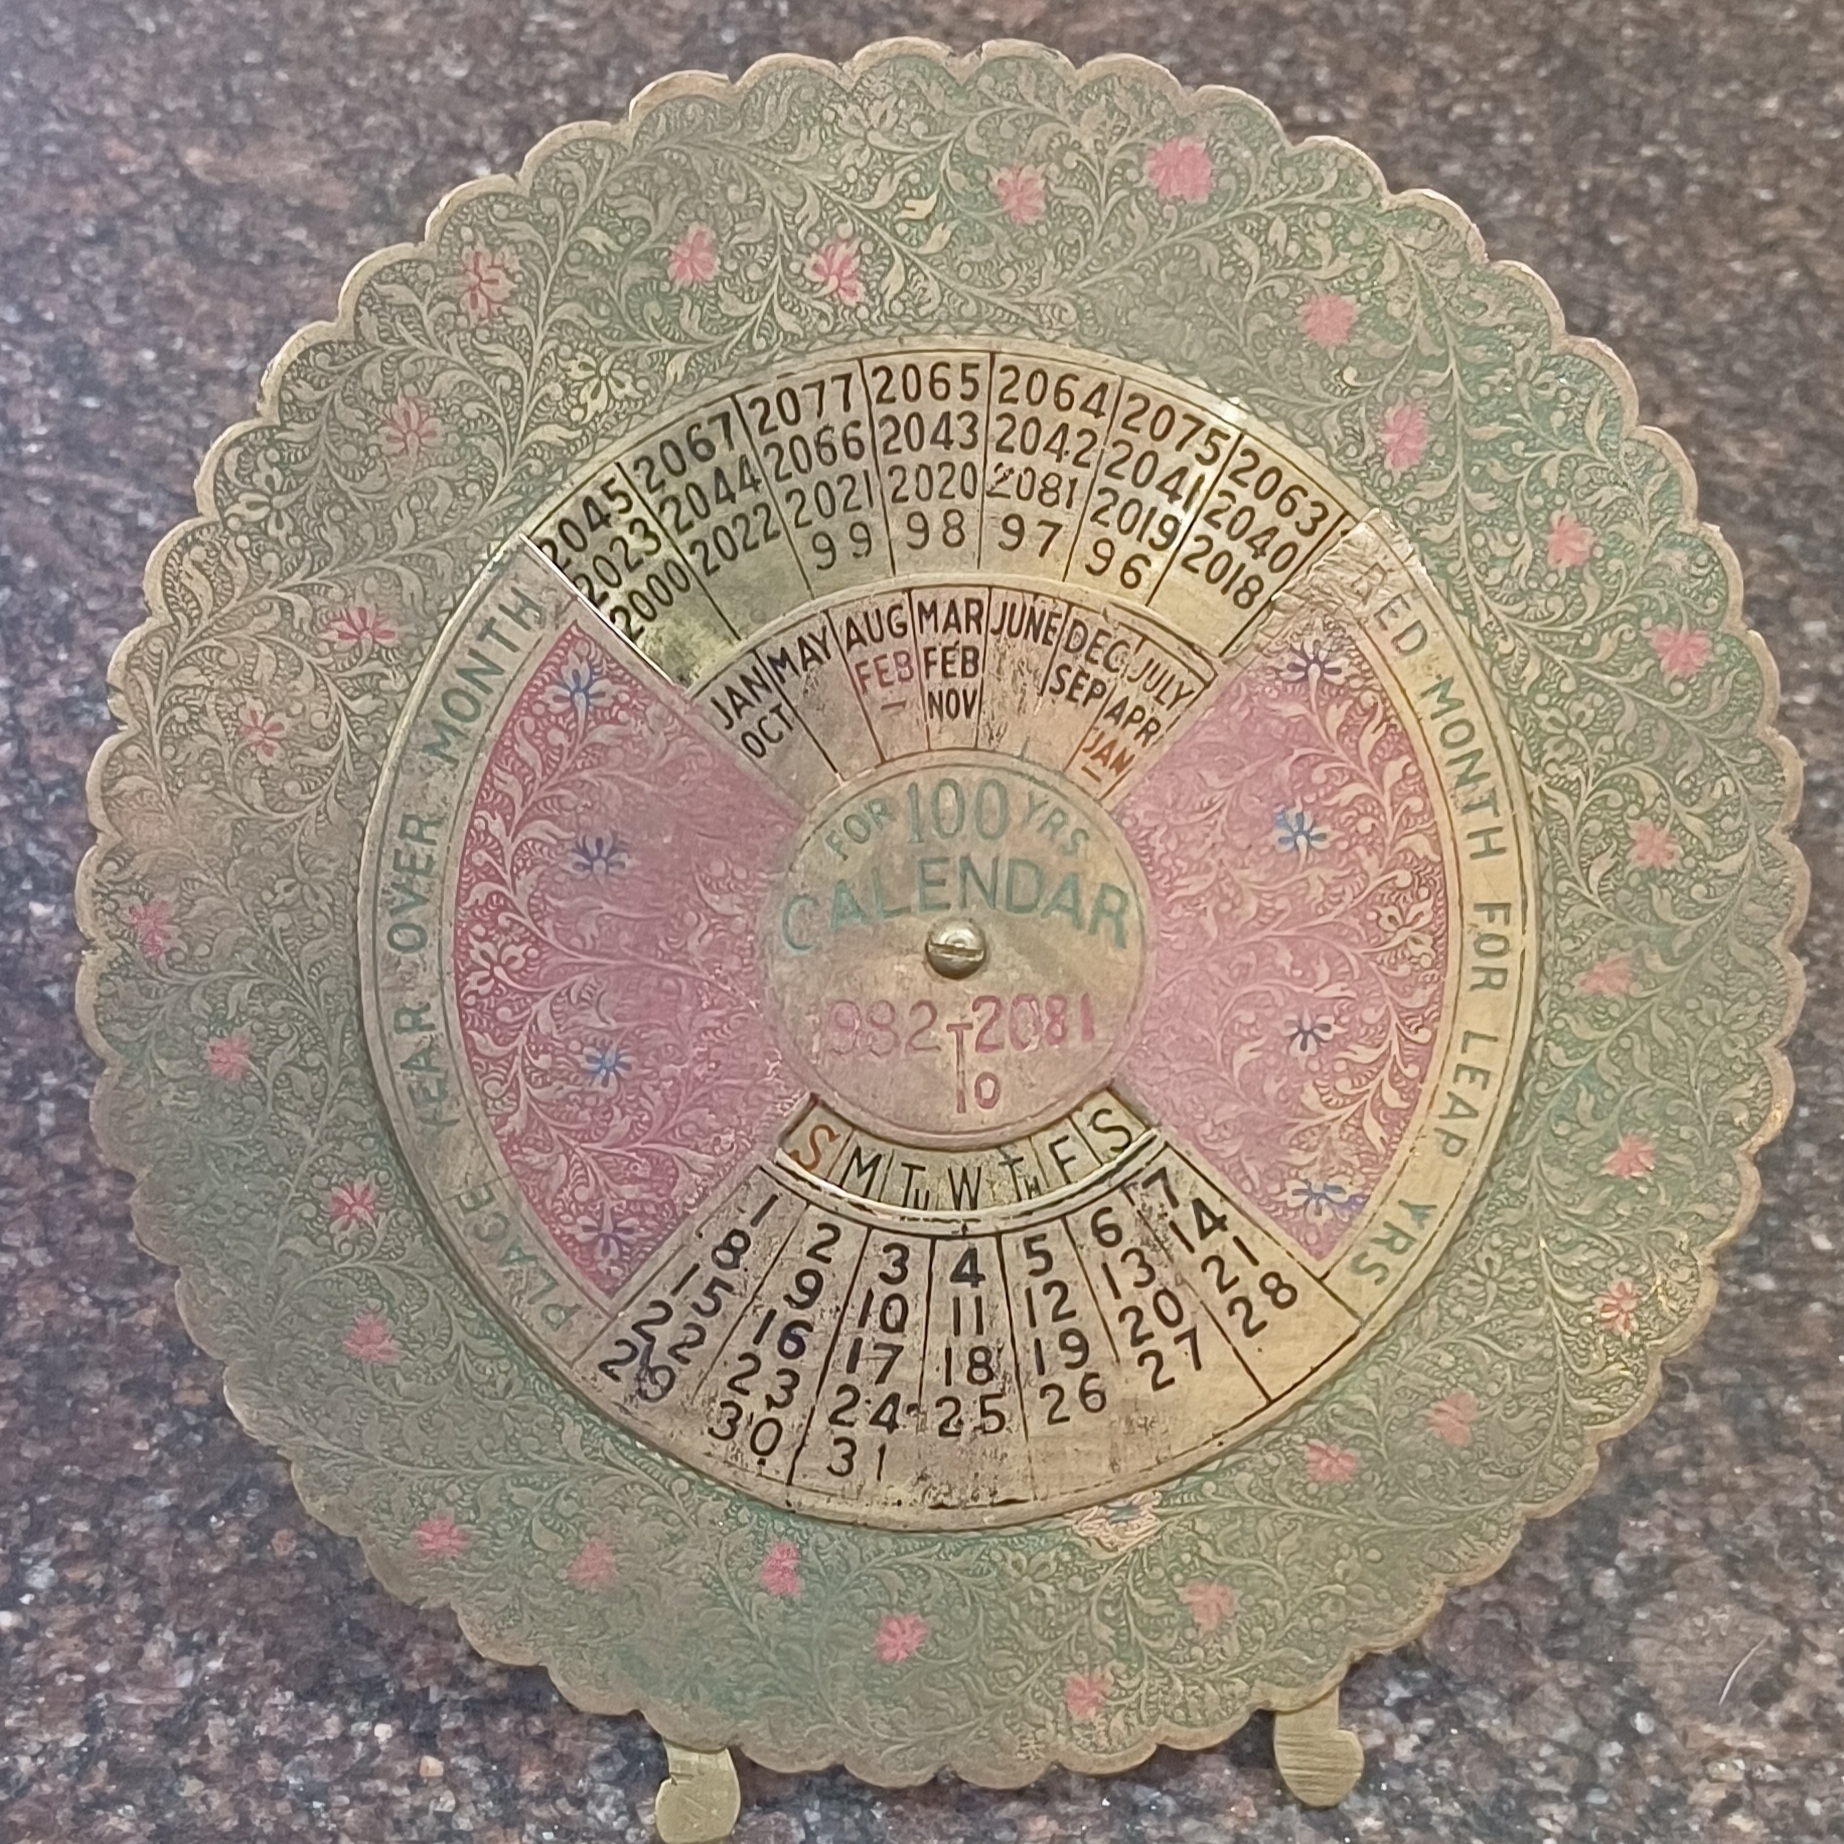 2045 2067 2077 2065 2064 2075 2063
2023 2044 2066 2043 2042 2041 2040
2000 2022 2021 2020 2081 2019 2018
99 98 97 96
JAN MAY AUG MAR JUNE DEC JULY
OCT FEB FEB SEP APR
NOV JAN
PLACE YEAR OVER MONTH
RED MONTH FOR LEAP YRS
FOR 100 YRS
CALENDAR
1982 TO 2081
S M TU W TH F S
1 2 3 4 5 6 7
8 9 10 11 12 13 14
15 16 17 18 19 20 21
22 23 24 25 26 27 28
29 30 31